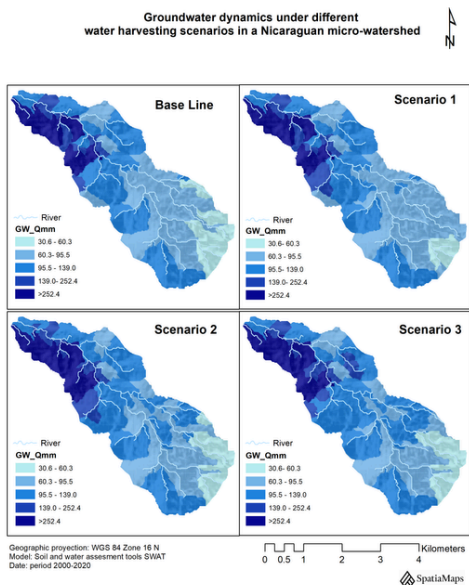 Groundwater dynamics under different
water harvesting scenarios in a Nicaraguan micro-watershed
N
Base Line
River
GW_Qmm
30.6 - 60.3
60.3 - 95.5
95.5 - 139.0
139.0 - 252.4
>252.4
Scenario 1
River
GW_Qmm
30.6 - 60.3
60.3 - 95.5
95.5 - 139.0
139.0 - 252.4
>252.4
Scenario 2
River
GW_Qmm
30.6 - 60.3
60.3 - 95.5
95.5 - 139.0
139.0 - 252.4
>252.4
Scenario 3
River
GW_Qmm
30.6 - 60.3
60.3 - 95.5
95.5 - 139.0
139.0 - 252.4
>252.4
Geographic proyection: WGS 84 Zone 16 N
Model: Soil and water assesment tools SWAT
Date: period 2000-2020
Kilometers
0 0.5 1 2 3 4
SpatiaMaps